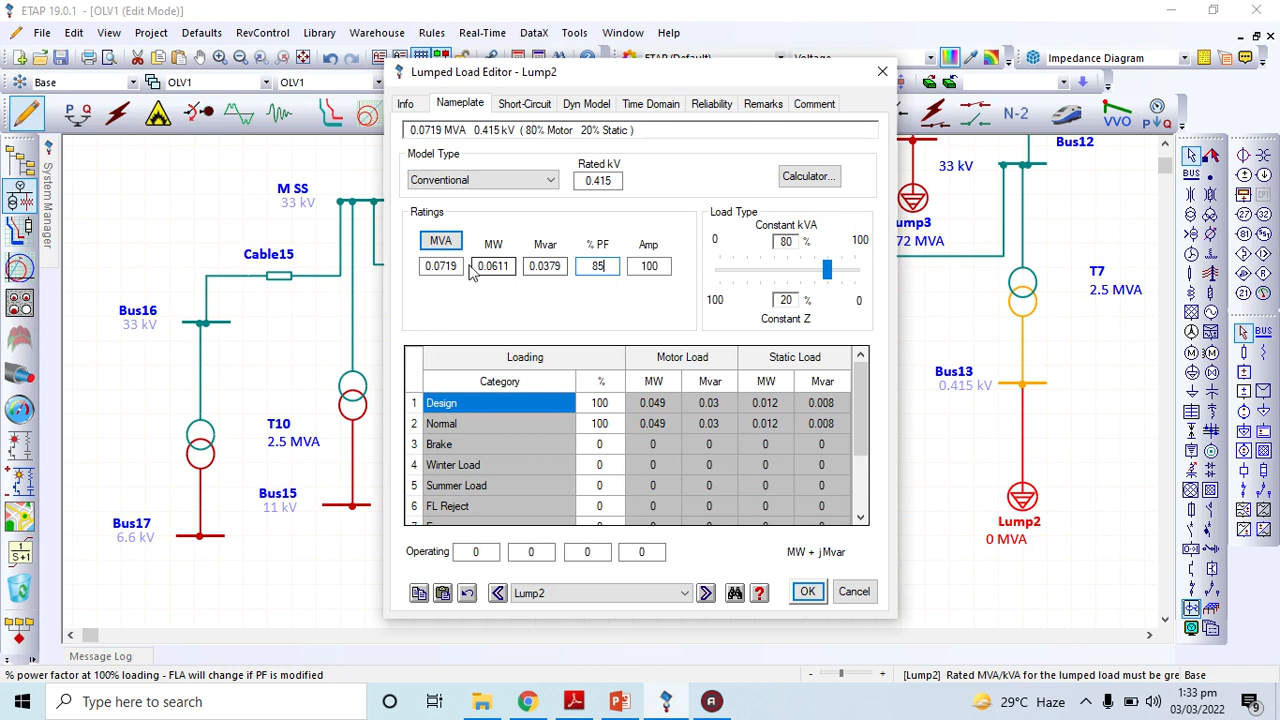 ETAP 19.0.1 - [OLV1 (Edit Mode)]
File Edit View Project Defaults RevControl Library Warehouse Rules Real-Time DataX Tools Window Help
Impedance Diagram
Base OLV1 OLV1
N-2 VVO
System Manager
BUS
M SS
33 kV
Cable15
Bus16
33 kV
T10
2.5 MVA
Bus15
11 kV
Bus17
6.6 kV
Lumped Load Editor - Lump2
Info Nameplate Short-Circuit Dyn Model Time Domain Reliability Remarks Comment
0.0719 MVA 0.415 kV ( 80% Motor 20% Static )
Model Type
Conventional
Rated kV
0.415
Calculator...
Ratings
MVA MW Mvar % PF Amp
0.0719 0.0611 0.0379 85 100
Load Type
Constant kVA
0 80 % 100
100 20 % 0
Constant Z
Loading Motor Load Static Load
Category % MW Mvar MW Mvar
1 Design 100 0.049 0.03 0.012 0.008
2 Normal 100 0.049 0.03 0.012 0.008
3 Brake 0 0 0 0 0
4 Winter Load 0 0 0 0 0
5 Summer Load 0 0 0 0 0
6 FL Reject 0 0 0 0 0
Operating 0 0 0 0 MW + jMvar
Lump2
OK Cancel
Bus12
33 kV
ump3
72 MVA
T7
2.5 MVA
Bus13
0.415 kV
Lump2
0 MVA
BUS
Message Log
% power factor at 100% loading - FLA will change if PF is modified
[Lump2] Rated MVA/kVA for the lumped load must be gre
Base Revision
Type here to search
29°C Haze
1:33 pm
03/03/2022